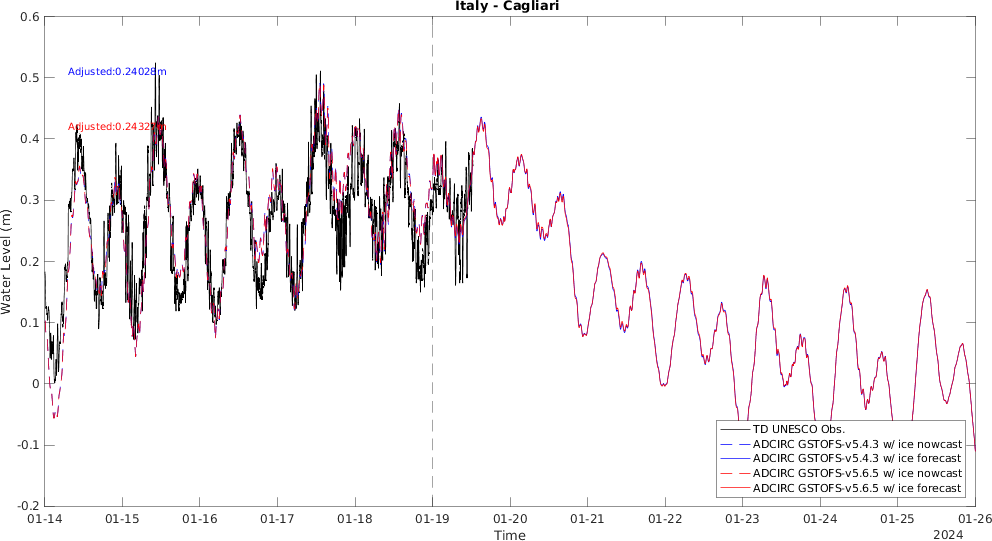 Italy - Cagliari
0.6
0.5
0.4
0.3
0.2
0.1
0
-0.1
-0.2
Water Level (m)
Adjusted:0.24028m
TD UNESCO Obs.
ADCIRC GSTOFS-v5.4.3 w/ ice nowcast
ADCIRC GSTOFS-v5.4.3 w/ ice forecast
ADCIRC GSTOFS-v5.6.5 w/ ice nowcast
ADCIRC GSTOFS-v5.6.5 w/ ice forecast
01-14 01-15 01-16 01-17 01-18 01-19 01-20 01-21 01-22 01-23 01-24 01-25 01-26
Time
2024